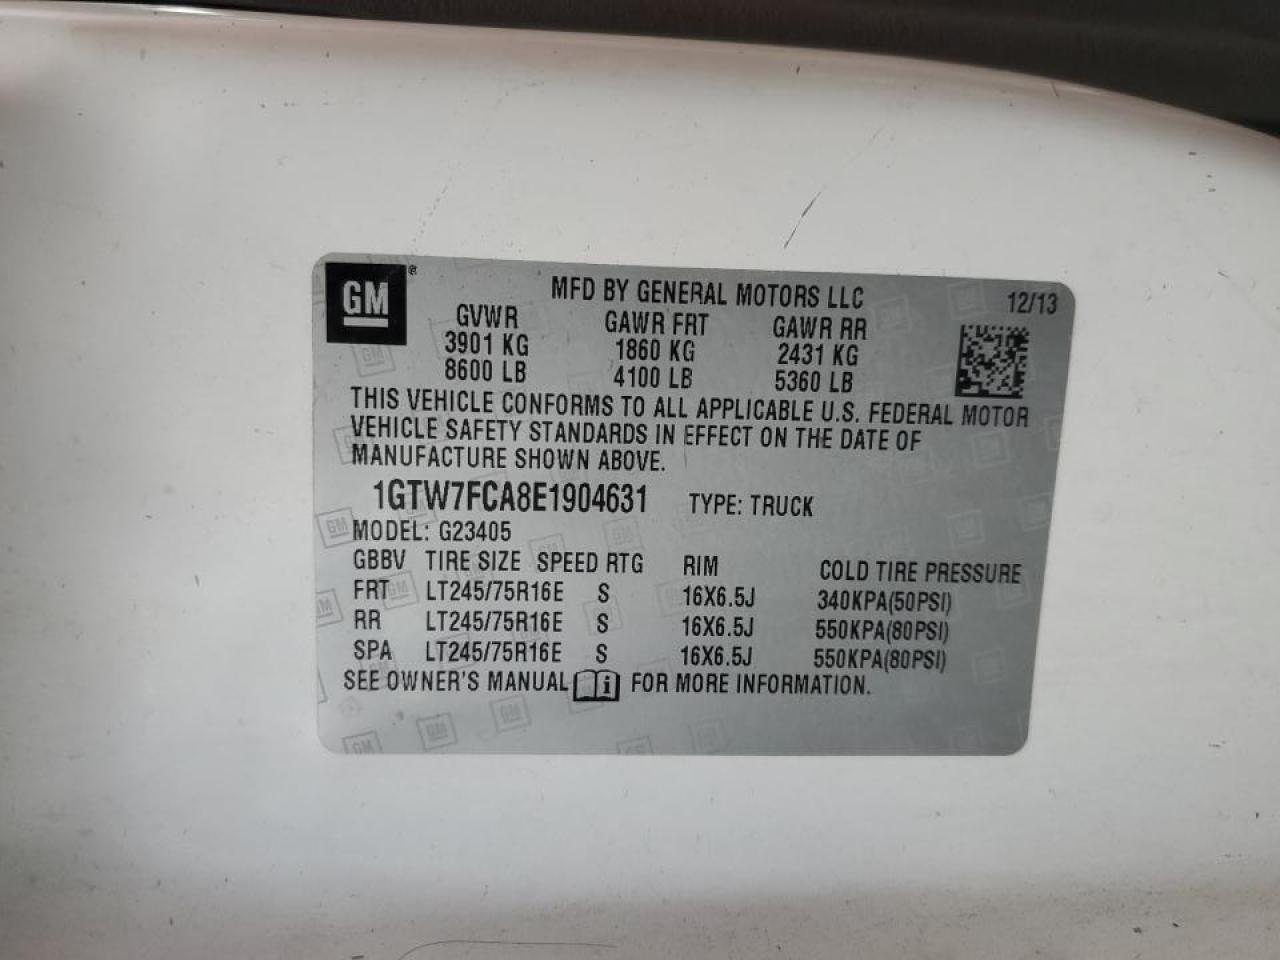 GM ®
MFD BY GENERAL MOTORS LLC 12/13
GVWR GAWR FRT GAWR RR
3901 KG 1860 KG 2431 KG
8600 LB 4100 LB 5360 LB
THIS VEHICLE CONFORMS TO ALL APPLICABLE U.S. FEDERAL MOTOR
VEHICLE SAFETY STANDARDS IN EFFECT ON THE DATE OF
MANUFACTURE SHOWN ABOVE.
1GTW7FCA8E1904631 TYPE: TRUCK
MODEL: G23405
GBBV TIRE SIZE SPEED RTG RIM COLD TIRE PRESSURE
FRT LT245/75R16E S 16X6.5J 340KPA(50PSI)
RR LT245/75R16E S 16X6.5J 550KPA(80PSI)
SPA LT245/75R16E S 16X6.5J 550KPA(80PSI)
SEE OWNER'S MANUAL i FOR MORE INFORMATION.